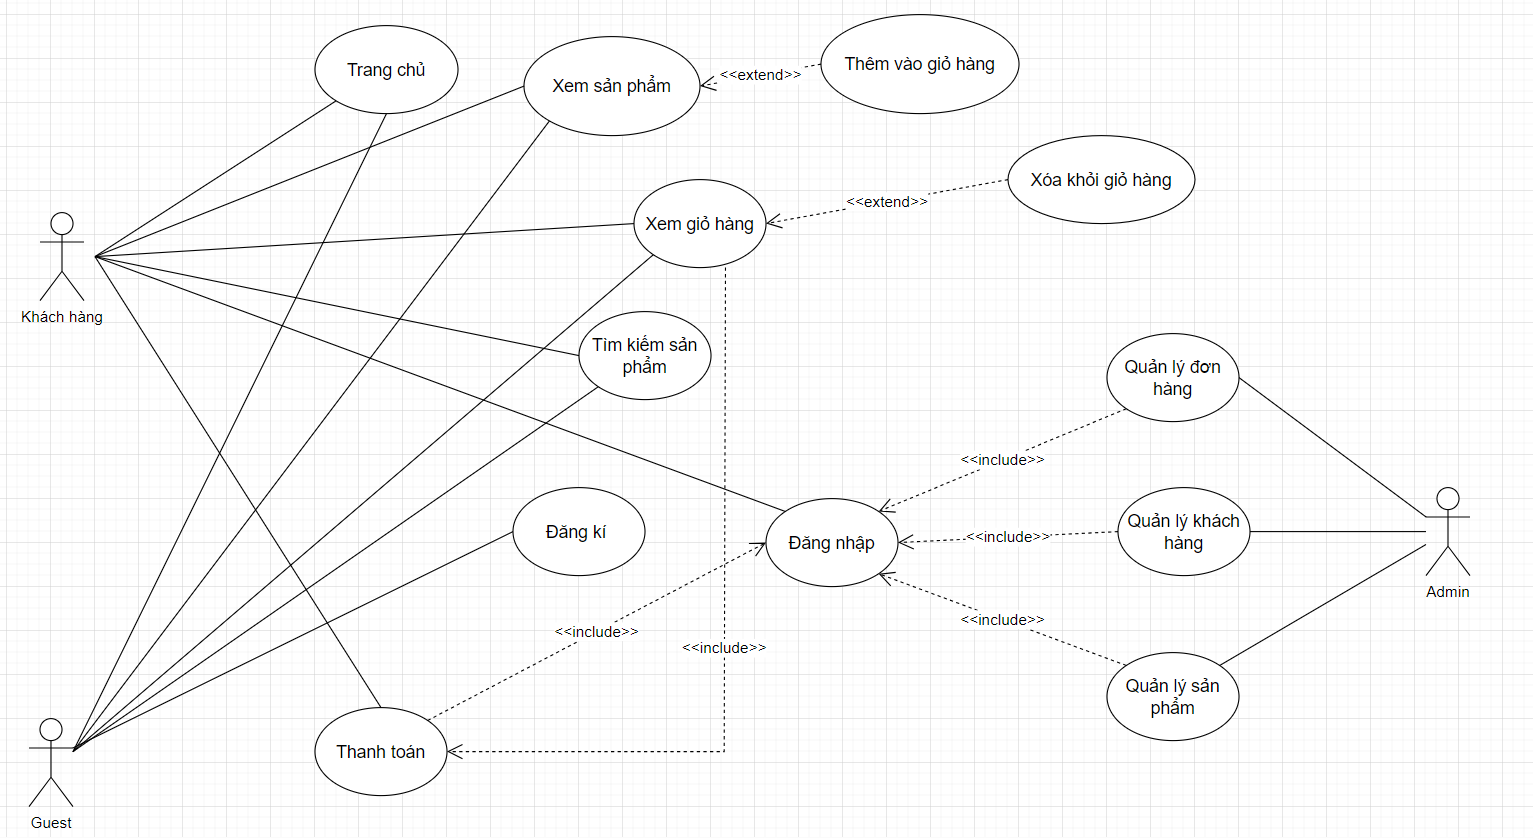 Trang chủ
Xem sản phẩm
<<extend>>
Thêm vào giỏ hàng
Xóa khỏi giỏ hàng
<<extend>>
Xem giỏ hàng
Khách hàng
Tìm kiếm sản
phẩm
Quản lý đơn
hàng
<<include>>
Đăng kí
Đăng nhập
<<include>>
Quản lý khách
hàng
Admin
<<include>>
<<include>>
<<include>>
Quản lý sản
phẩm
Thanh toán
Guest